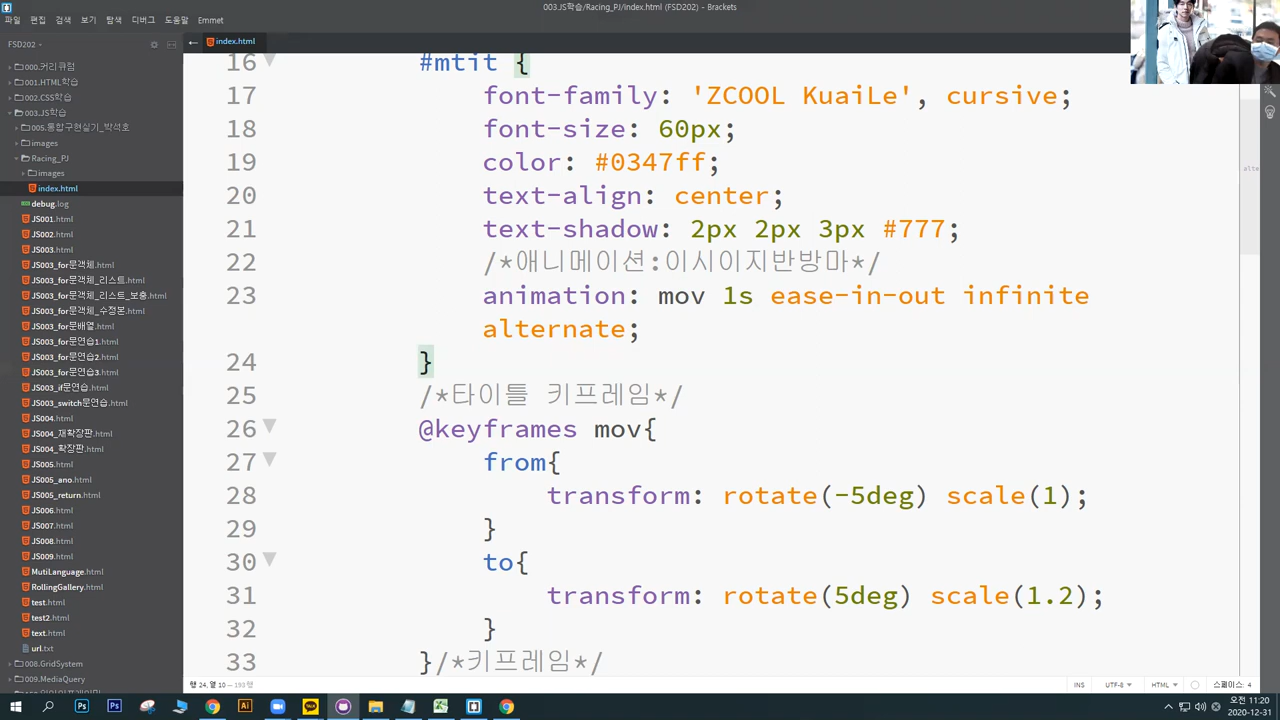 003.JS학습/Racing_PJ/index.html (FSD202) - Brackets
파일 편집 검색 보기 탐색 디버그 도움말 Emmet
FSD202
index.html
000.커리큐럼
001.HTML학습
002.CSS학습
003.JS학습
005.통합구현실기_박석호
images
Racing_PJ
images
index.html
debug.log
JS001.html
JS002.html
JS003.html
JS003_for문객체.html
JS003_for문객체_리스트.html
JS003_for문객체_리스트_보충.html
JS003_for문객체_수정본.html
JS003_for문배열.html
JS003_for문연습1.html
JS003_for문연습2.html
JS003_for문연습3.html
JS003_if문연습.html
JS003_switch문연습.html
JS004.html
JS004_재확장판.html
JS004_확장판.html
JS005.html
JS005_ano.html
JS005_return.html
JS006.html
JS007.html
JS008.html
JS009.html
MutiLanguage.html
RollingGallery.html
test.html
test2.html
text.html
url.txt
008.GridSystem
009.MediaQuery
16 #mtit {
17 font-family: 'ZCOOL KuaiLe', cursive;
18 font-size: 60px;
19 color: #0347ff;
20 text-align: center;
21 text-shadow: 2px 2px 3px #777;
22 /*애니메이션:이시이지반방마*/
23 animation: mov 1s ease-in-out infinite
alternate;
24 }
25 /*타이틀 키프레임*/
26 @keyframes mov{
27 from{
28 transform: rotate(-5deg) scale(1);
29 }
30 to{
31 transform: rotate(5deg) scale(1.2);
32 }
33 }/*키프레임*/
행 24, 열 10 — 193 행
INS UTF-8 HTML 스페이스: 4
오전 11:20
2020-12-31